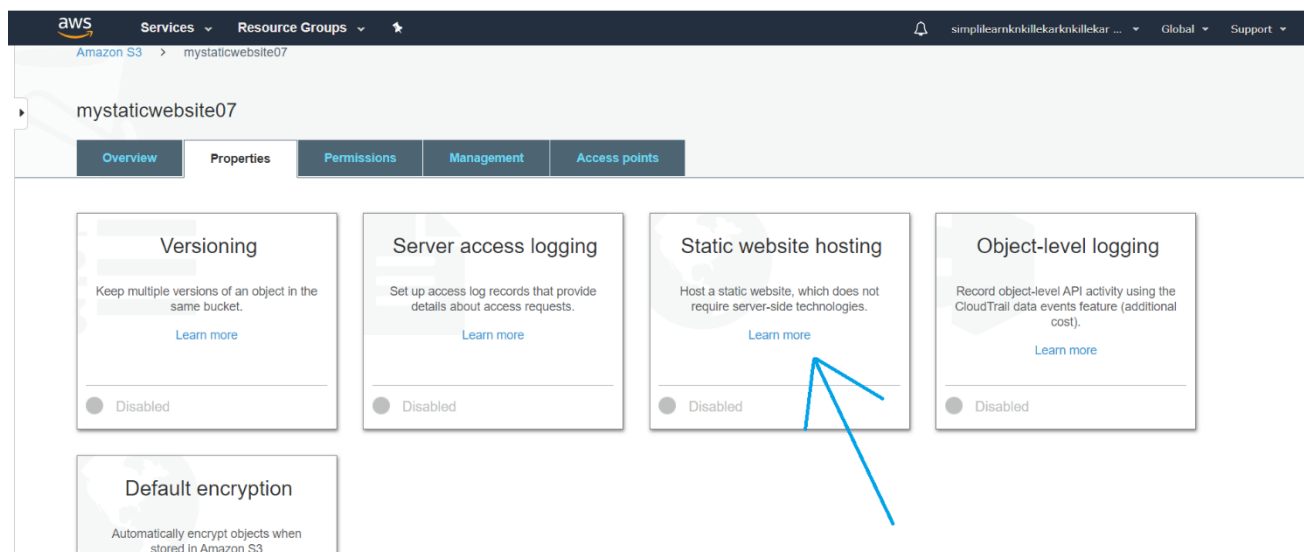 aws Services Resource Groups simplilearnknkillekarknkillekar ... Global Support
Amazon S3 > mystaticwebsite07
mystaticwebsite07
Overview Properties Permissions Management Access points
Versioning
Keep multiple versions of an object in the
same bucket.
Learn more
Disabled
Server access logging
Set up access log records that provide
details about access requests.
Learn more
Disabled
Static website hosting
Host a static website, which does not
require server-side technologies.
Learn more
Disabled
Object-level logging
Record object-level API activity using the
CloudTrail data events feature (additional
cost).
Learn more
Disabled
Default encryption
Automatically encrypt objects when
stored in Amazon S3